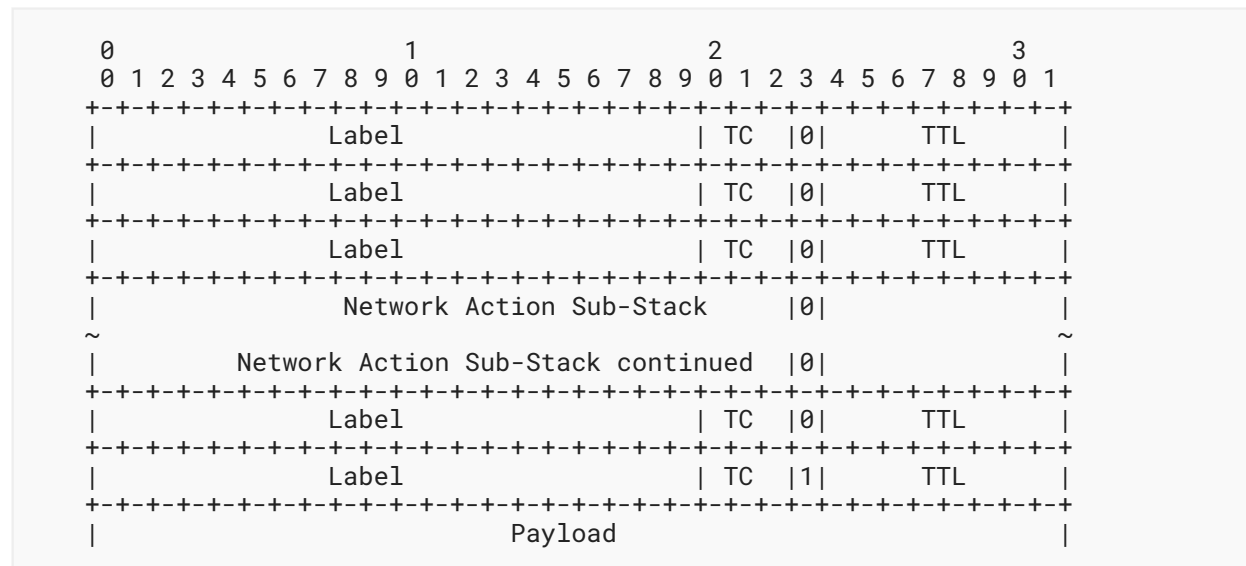 0                   1                   2                   3
 0 1 2 3 4 5 6 7 8 9 0 1 2 3 4 5 6 7 8 9 0 1 2 3 4 5 6 7 8 9 0 1
+-+-+-+-+-+-+-+-+-+-+-+-+-+-+-+-+-+-+-+-+-+-+-+-+-+-+-+-+-+-+-+-+
|               Label                   | TC  |0|      TTL      |
+-+-+-+-+-+-+-+-+-+-+-+-+-+-+-+-+-+-+-+-+-+-+-+-+-+-+-+-+-+-+-+-+
|               Label                   | TC  |0|      TTL      |
+-+-+-+-+-+-+-+-+-+-+-+-+-+-+-+-+-+-+-+-+-+-+-+-+-+-+-+-+-+-+-+-+
|               Label                   | TC  |0|      TTL      |
+-+-+-+-+-+-+-+-+-+-+-+-+-+-+-+-+-+-+-+-+-+-+-+-+-+-+-+-+-+-+-+-+
|                Network Action Sub-Stack     |0|               |
~                                                               ~
|         Network Action Sub-Stack continued  |0|               |
+-+-+-+-+-+-+-+-+-+-+-+-+-+-+-+-+-+-+-+-+-+-+-+-+-+-+-+-+-+-+-+-+
|               Label                   | TC  |0|      TTL      |
+-+-+-+-+-+-+-+-+-+-+-+-+-+-+-+-+-+-+-+-+-+-+-+-+-+-+-+-+-+-+-+-+
|               Label                   | TC  |1|      TTL      |
+-+-+-+-+-+-+-+-+-+-+-+-+-+-+-+-+-+-+-+-+-+-+-+-+-+-+-+-+-+-+-+-+
|                           Payload                             |